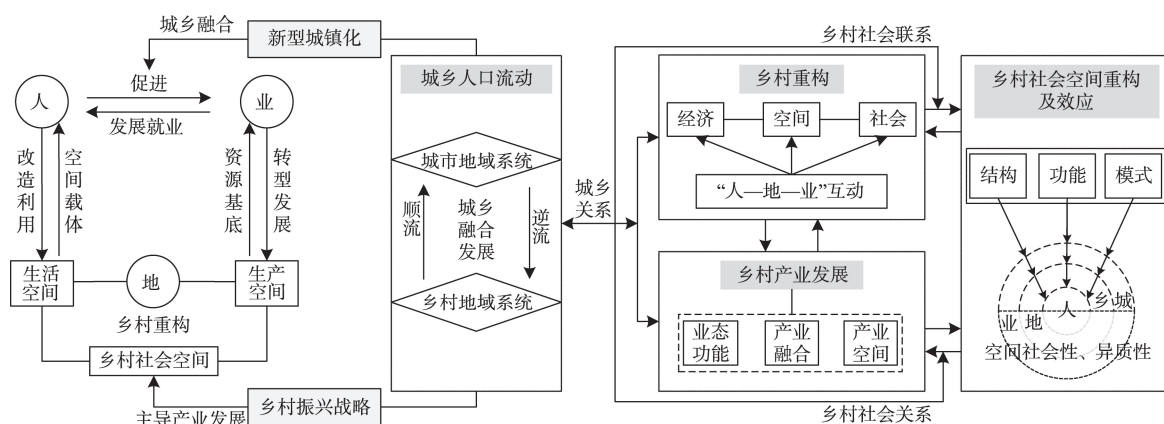 城乡融合
新型城镇化
促进
人
业
发展就业
改造利用
空间载体
资源基底
转型发展
生活
空间
地
生产
空间
乡村重构
乡村社会空间
主导产业发展
乡村振兴战略
城乡人口流动
城市地域系统
顺流
城乡
融合
发展
逆流
乡村地域系统
城乡
关系
乡村社会联系
乡村重构
经济
空间
社会
“人—地—业”互动
乡村产业发展
业态
功能
产业
融合
产业
空间
乡村社会关系
乡村社会空间重构
及效应
结构
功能
模式
人
乡
城
业
地
空间社会性、异质性